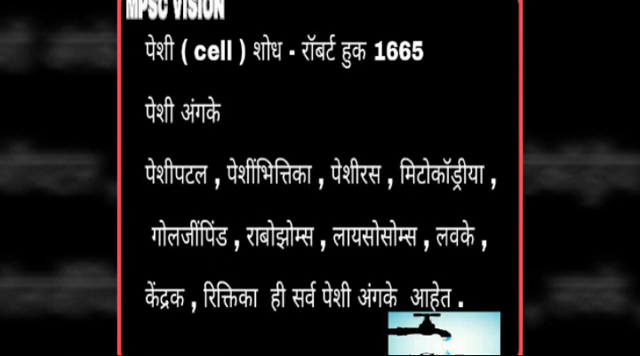 MPSC VISION
पेशी ( cell ) शोध - रॉबर्ट हुक 1665
पेशी अंगके
पेशीपटल , पेशींभित्तिका , पेशीरस , मिटोकॉड्रीया ,
गोलजींपिंड , राबोझोम्स , लायसोसोम्स , लवके ,
केंद्रक , रिक्तिका ही सर्व पेशी अंगके आहेत .